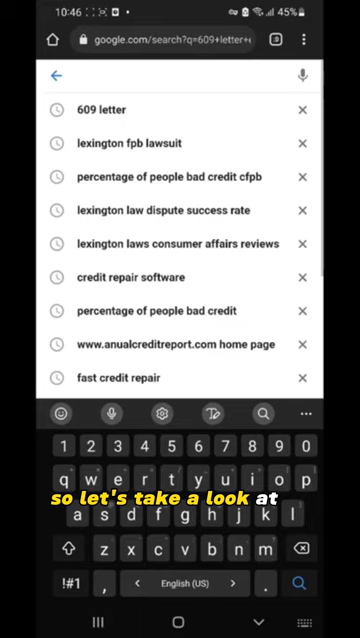 10:46
45%
google.com/search?q=609+letter+e
609 letter
lexington fpb lawsuit
percentage of people bad credit cfpb
lexington law dispute success rate
lexington laws consumer affairs reviews
credit repair software
percentage of people bad credit
www.anualcreditreport.com home page
fast credit repair
1 2 3 4 5 6 7 8 9 0
q w e r t y u i o p
so let's take a look at
a s d f g h j k l
z x c v b n m
!#1 , English (US) .